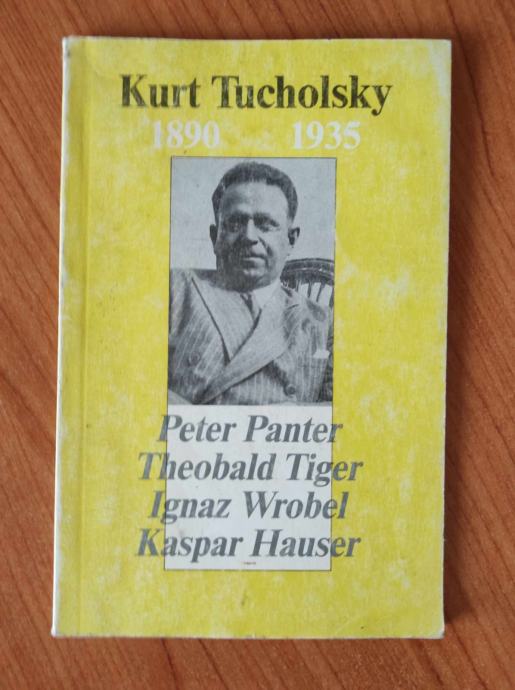 Kurt Tucholsky
1890 1935
Peter Panter
Theobald Tiger
Ignaz Wrobel
Kaspar Hauser